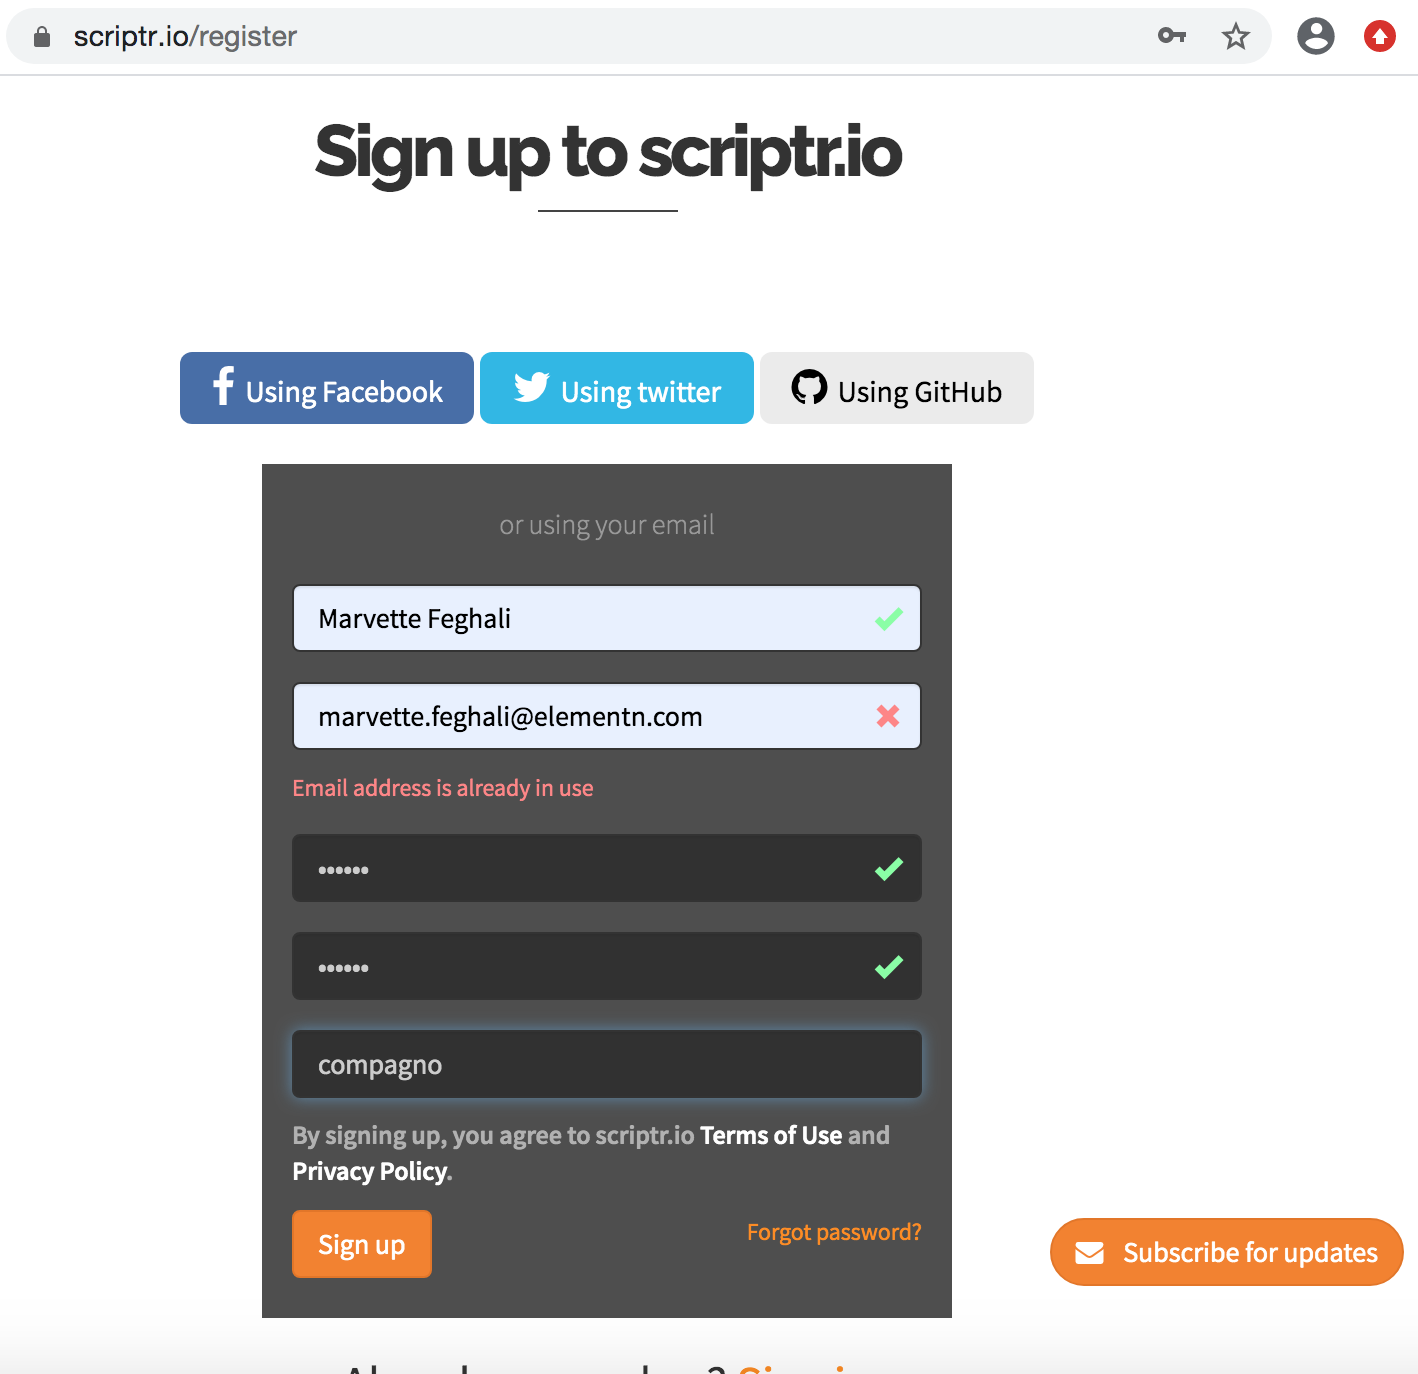 scriptr.io/register
Sign up to scriptr.io
Using Facebook
Using twitter
Using GitHub
or using your email
Marvette Feghali
marvette.feghali@elementn.com
Email address is already in use
••••••
••••••
compagno
By signing up, you agree to scriptr.io Terms of Use and
Privacy Policy.
Sign up
Forgot password?
Subscribe for updates